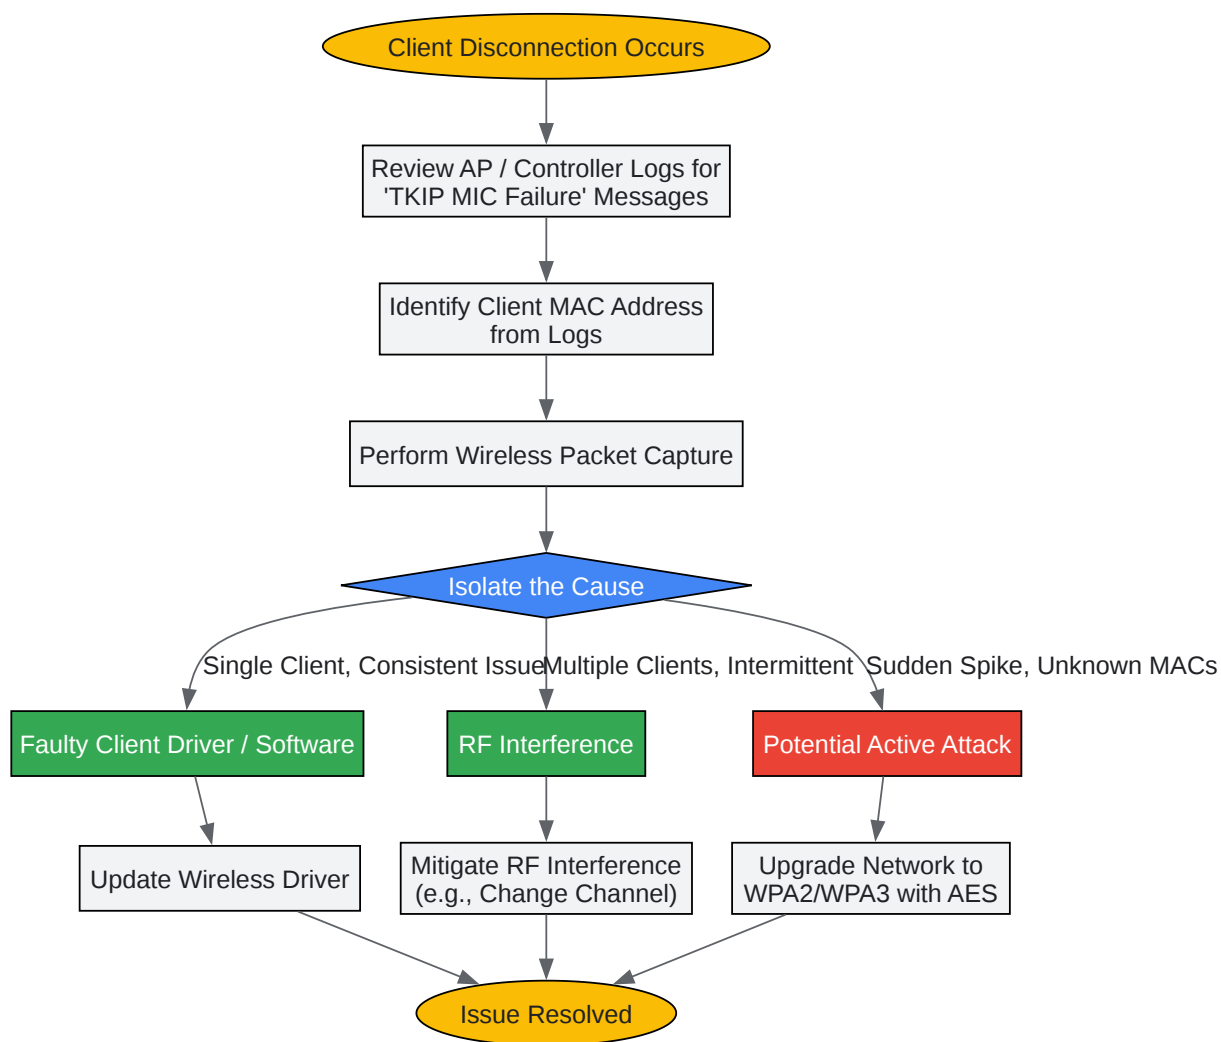 Client Disconnection Occurs
Review AP / Controller Logs for
'TKIP MIC Failure' Messages
Identify Client MAC Address
from Logs
Perform Wireless Packet Capture
Isolate the Cause
Single Client, Consistent Issue
Multiple Clients, Intermittent
Sudden Spike, Unknown MACs
Faulty Client Driver / Software
RF Interference
Potential Active Attack
Update Wireless Driver
Mitigate RF Interference
(e.g., Change Channel)
Upgrade Network to
WPA2/WPA3 with AES
Issue Resolved